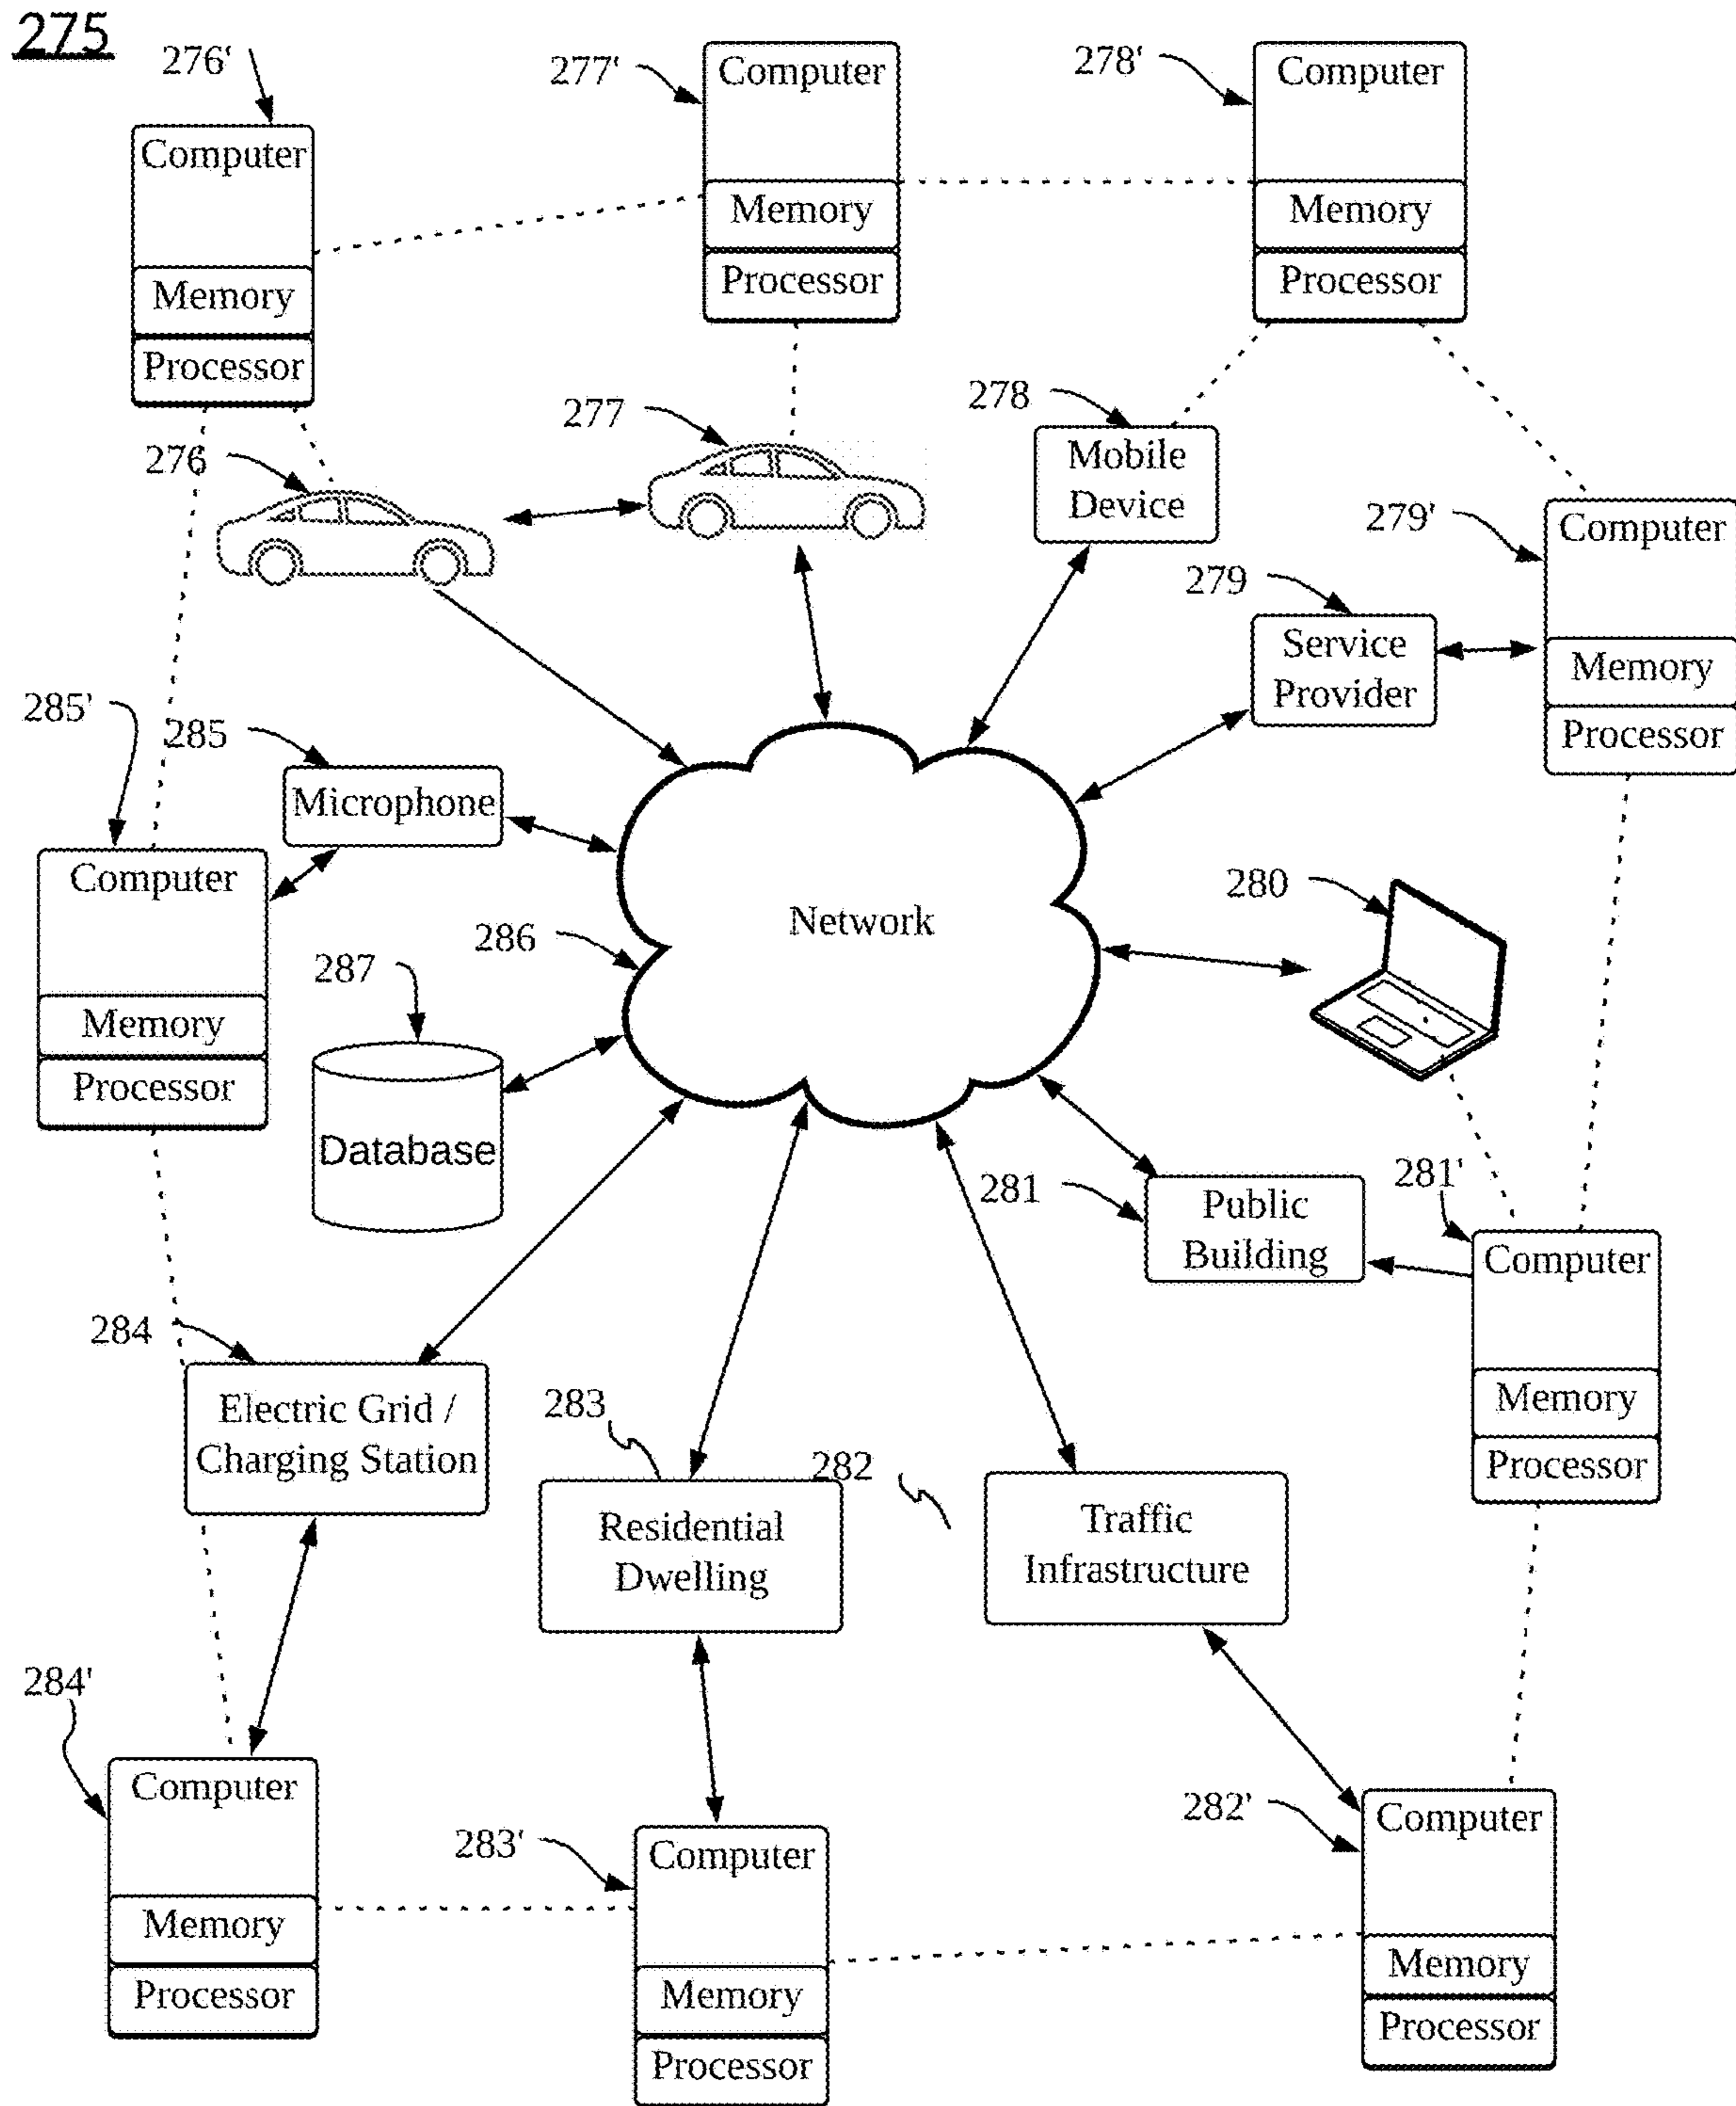 275
276'
277'
278'
Computer
Memory
Processor
Computer
Memory
Processor
Computer
Memory
Processor
276
277
278
Mobile
Device
279'
279
Service
Provider
Computer
Memory
Processor
285'
285
Microphone
Computer
Memory
Processor
286
287
Database
Network
280
281
Public
Building
281'
Computer
Memory
Processor
284
Electric Grid /
Charging Station
283
Residential
Dwelling
282
Traffic
Infrastructure
284'
Computer
Memory
Processor
283'
Computer
Memory
Processor
282'
Computer
Memory
Processor